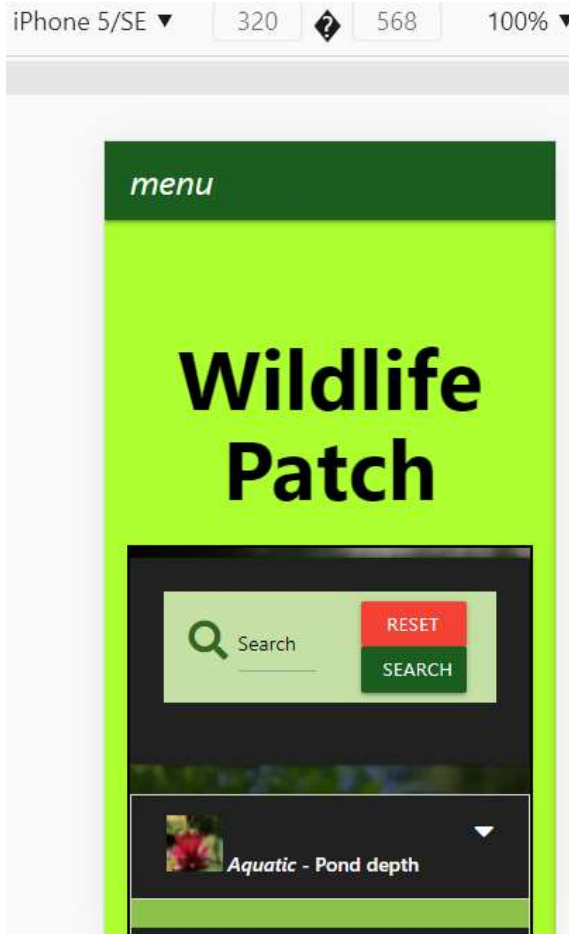 iPhone 5/SE ▼ 320 � 568 100% ▼
menu
Wildlife
Patch
RESET
Search
SEARCH
Aquatic - Pond depth